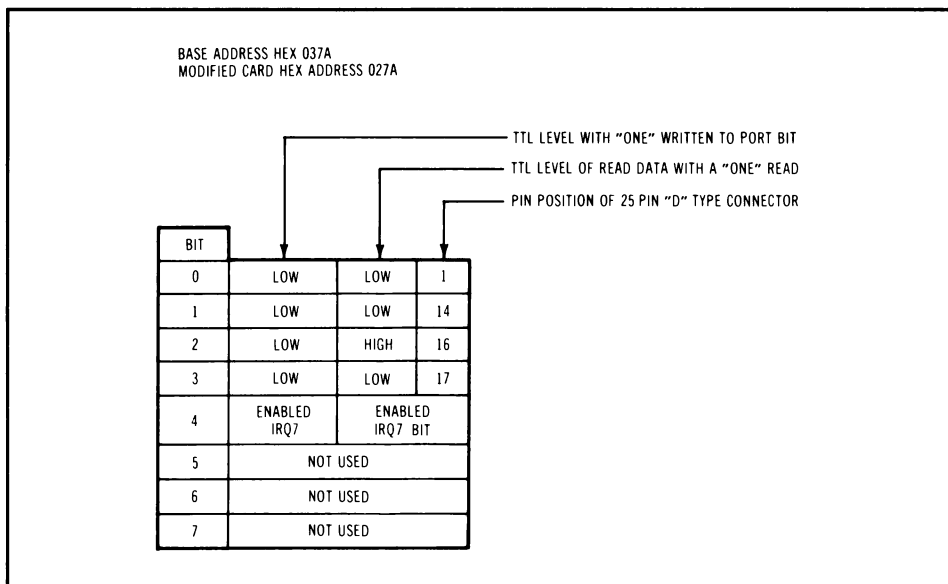 BASE ADDRESS HEX 037A
MODIFIED CARD HEX ADDRESS 027A
TTL LEVEL WITH "ONE" WRITTEN TO PORT BIT
TTL LEVEL OF READ DATA WITH A "ONE" READ
PIN POSITION OF 25 PIN "D" TYPE CONNECTOR
BIT
0 LOW LOW 1
1 LOW LOW 14
2 LOW HIGH 16
3 LOW LOW 17
4 ENABLED IRQ7 ENABLED IRQ7 BIT
5 NOT USED
6 NOT USED
7 NOT USED